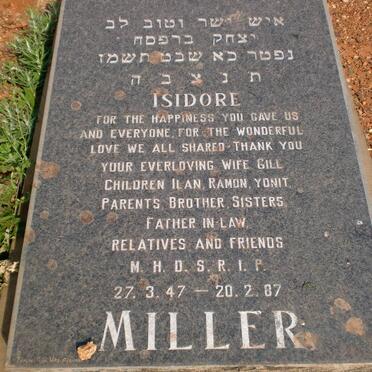 איש ישר וטוב לב
יצחק ברפסח
נפטר כא שבט תשמז
תנצבה
ISIDORE
FOR THE HAPPINESS YOU GAVE US
AND EVERYONE, FOR THE WONDERFUL
LOVE WE ALL SHARED - THANK YOU
YOUR EVERLOVING WIFE GILL
CHILDREN ILAN, RAMON, YONIT,
PARENTS, BROTHER, SISTERS,
FATHER-IN-LAW,
RELATIVES AND FRIENDS
M. H. D. S. R. I. P.
27. 3. 47 — 20. 2. 87
MILLER